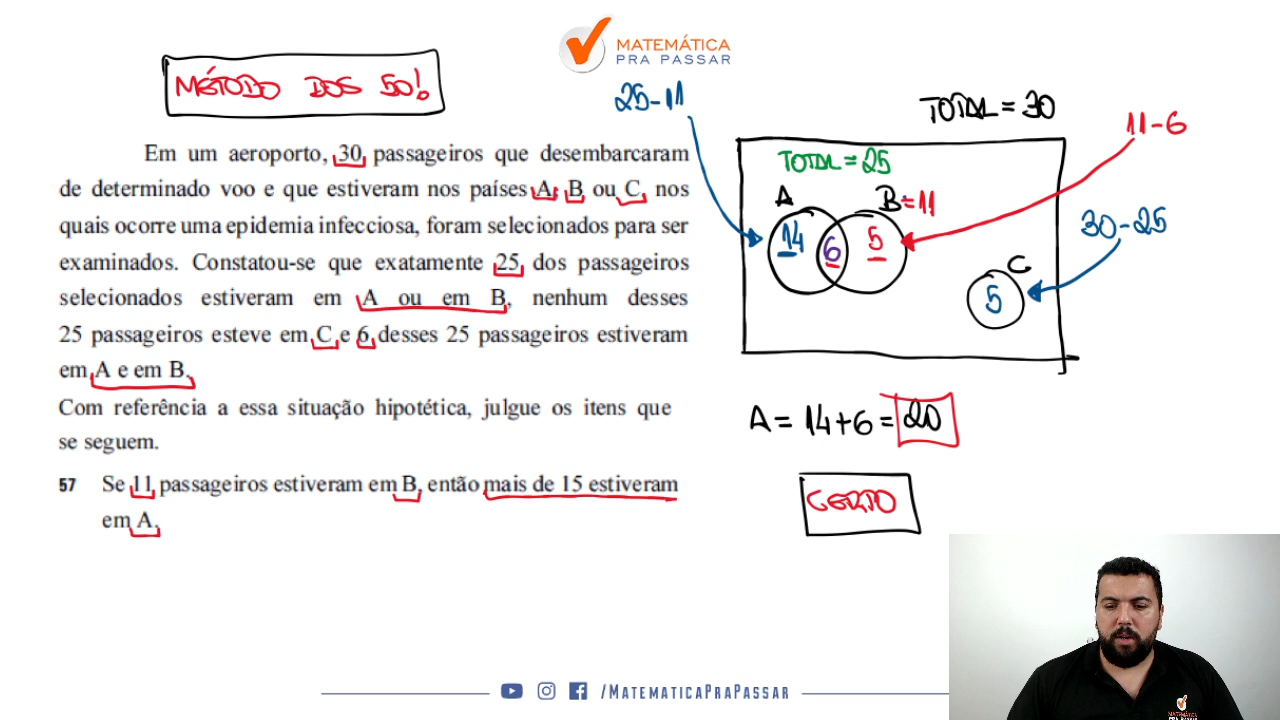 MATEMÁTICA
PRA PASSAR
MÉTODO DOS 50!
25-11
TOTAL = 30
11-6
Em um aeroporto, 30 passageiros que desembarcaram
de determinado voo e que estiveram nos países A, B ou C, nos
quais ocorre uma epidemia infecciosa, foram selecionados para ser
examinados. Constatou-se que exatamente 25 dos passageiros
selecionados estiveram em A ou em B, nenhum desses
25 passageiros esteve em C e 6 desses 25 passageiros estiveram
em A e em B.
Com referência a essa situação hipotética, julgue os itens que
se seguem.
57 Se 11 passageiros estiveram em B, então mais de 15 estiveram
em A.
TOTAL = 25
A
B=11
30-25
14
6
5
C
5
A = 14+6 = 20
CERTO
/MATEMATICAPRAPASSAR
MATEMÁTICA
PRA PASSAR